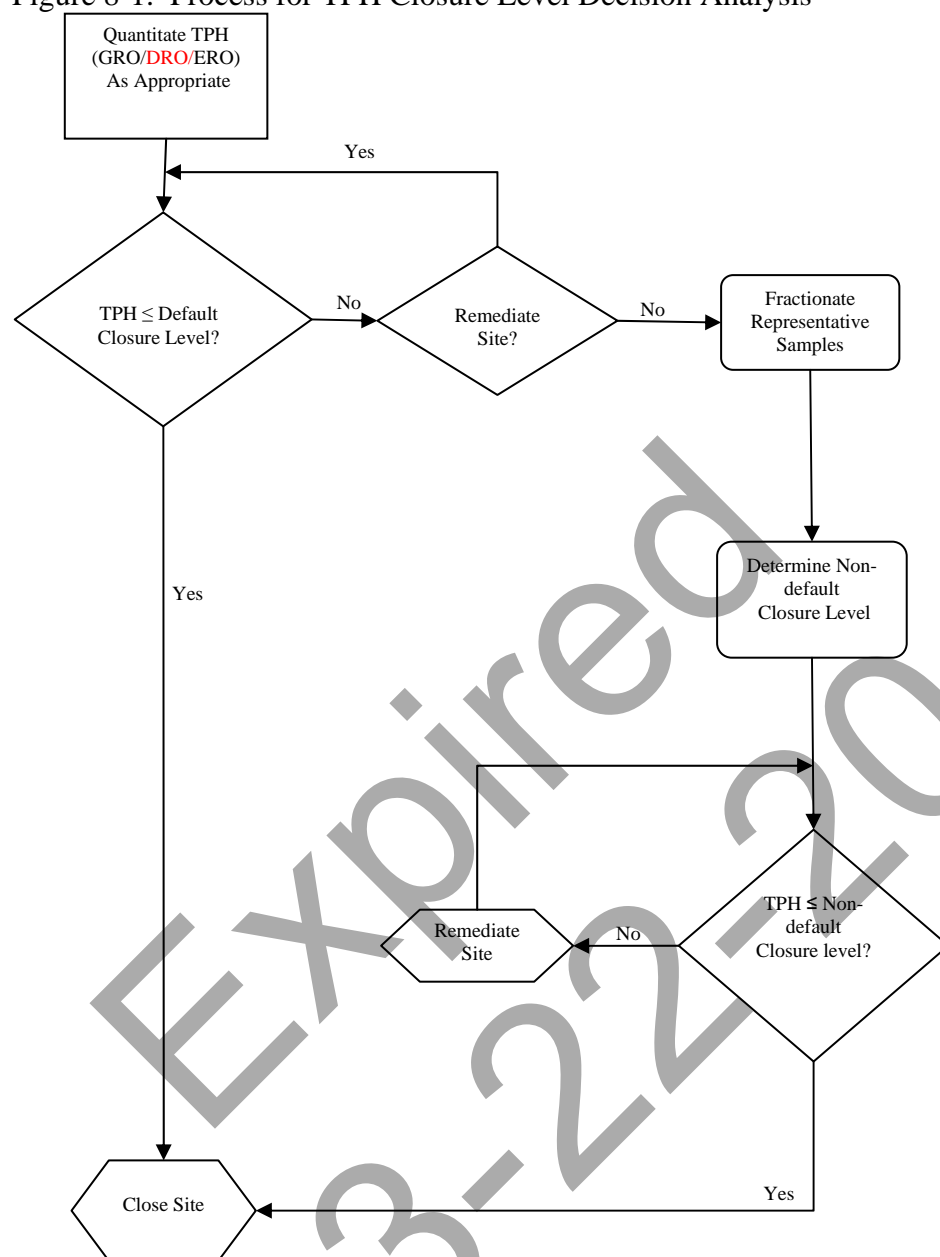 Figure 8-1. Process for TPH Closure Level Decision Analysis
Quantitate TPH
(GRO/DRO/ERO)
As Appropriate
Yes
TPH ≤ Default
Closure Level?
No
Remediate
Site?
No
Fractionate
Representative
Samples
Yes
Determine Non-
default
Closure Level
TPH ≤ Non-
default
Closure level?
No
Remediate
Site
Yes
Close Site
Expired
3-22-20